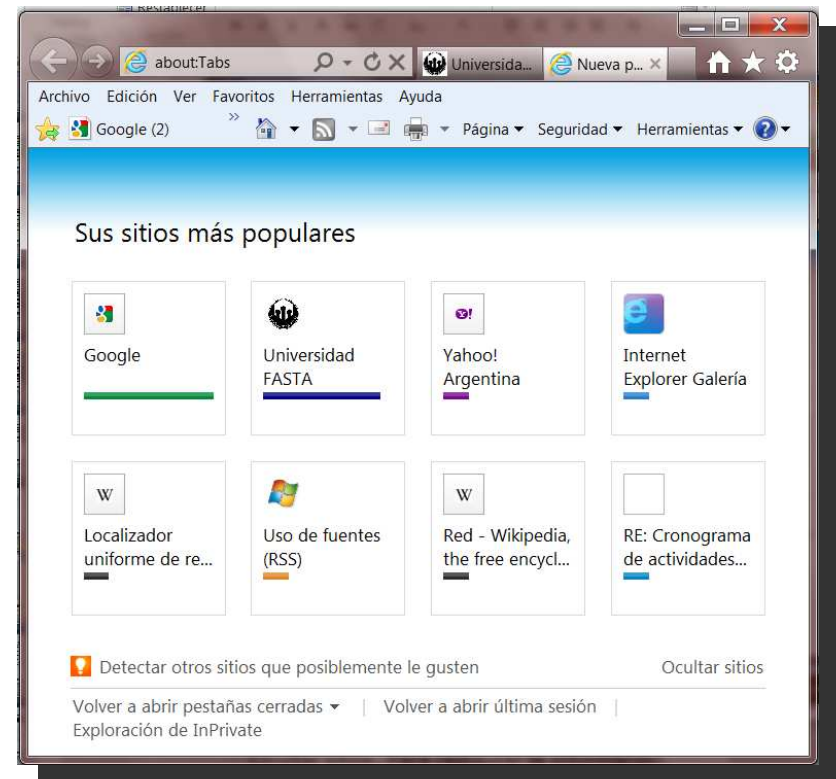 Restablecer
about:Tabs
Universida...
Nueva p...
Archivo Edición Ver Favoritos Herramientas Ayuda
Google (2) » Página Seguridad Herramientas
Sus sitios más populares
Google
Universidad
FASTA
Yahoo!
Argentina
Internet
Explorer Galería
W
Localizador
uniforme de re...
Uso de fuentes
(RSS)
W
Red - Wikipedia,
the free encycl...
RE: Cronograma
de actividades...
Detectar otros sitios que posiblemente le gusten Ocultar sitios
Volver a abrir pestañas cerradas | Volver a abrir última sesión |
Exploración de InPrivate